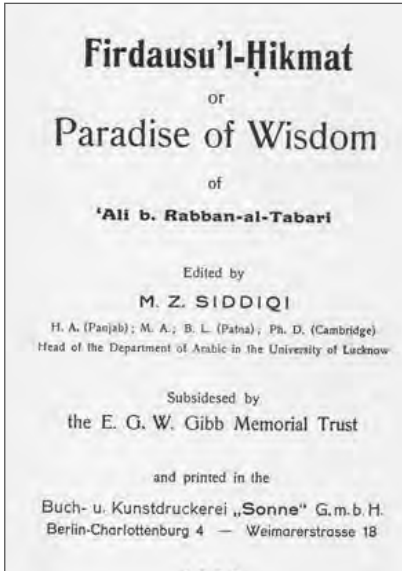 Firdausu'l-Ḥikmat
or
Paradise of Wisdom
of
'Ali b. Rabban-al-Tabari
Edited by
M. Z. SIDDIQI
H. A. (Panjab); M. A.; B. L. (Patna); Ph. D. (Cambridge)
Head of the Department of Arabic in the University of Lucknow
Subsidesed by
the E. G. W. Gibb Memorial Trust
and printed in the
Buch- u. Kunstdruckerei „Sonne" G. m. b. H.
Berlin-Charlottenburg 4 — Weimarerstrasse 18